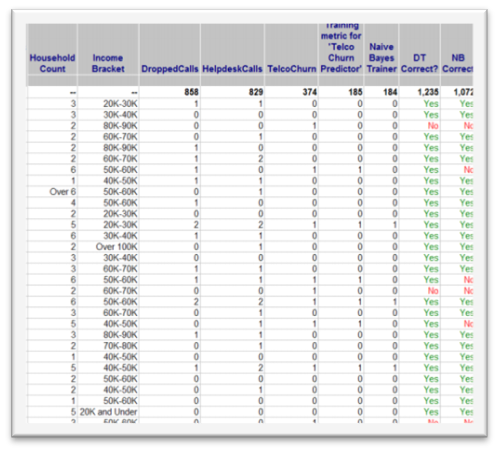 Training
metric for
'Telco Naive
Household Income Churn Bayes DT NB
Count Bracket DroppedCalls HelpdeskCalls TelcoChurn Predictor' Trainer Correct? Correct
-- -- 858 829 374 185 184 1,235 1,072
3 20K-30K 1 1 0 0 0 Yes Yes
3 30K-40K 0 0 0 0 0 Yes Yes
2 80K-90K 0 0 1 0 0 No No
2 60K-70K 0 1 0 0 0 Yes Yes
2 80K-90K 1 0 0 0 0 Yes Yes
2 60K-70K 1 2 0 0 0 Yes Yes
6 50K-60K 1 0 1 1 0 Yes No
1 40K-50K 1 1 0 0 0 Yes Yes
Over 6 50K-60K 0 1 0 0 0 Yes Yes
4 50K-60K 1 0 0 0 0 Yes Yes
2 20K-30K 0 0 0 0 0 Yes Yes
5 20K-30K 2 2 1 1 1 Yes Yes
6 30K-40K 1 1 0 0 0 Yes Yes
2 Over 100K 0 1 0 0 0 Yes Yes
3 30K-40K 0 0 0 0 0 Yes Yes
3 60K-70K 1 1 0 0 0 Yes Yes
6 50K-60K 1 1 1 1 0 Yes No
2 60K-70K 0 0 1 0 0 No No
6 50K-60K 2 2 1 1 1 Yes Yes
3 60K-70K 0 1 0 0 0 Yes Yes
5 40K-50K 0 1 1 1 0 Yes No
3 80K-90K 1 1 0 0 0 Yes Yes
2 70K-80K 0 1 0 0 0 Yes Yes
1 40K-50K 0 0 0 0 0 Yes Yes
5 40K-50K 1 2 1 1 1 Yes Yes
2 50K-60K 0 0 0 0 0 Yes Yes
2 40K-50K 0 1 0 0 0 Yes Yes
1 50K-60K 0 0 0 0 0 Yes Yes
5 20K and Under 0 0 0 0 0 Yes Yes